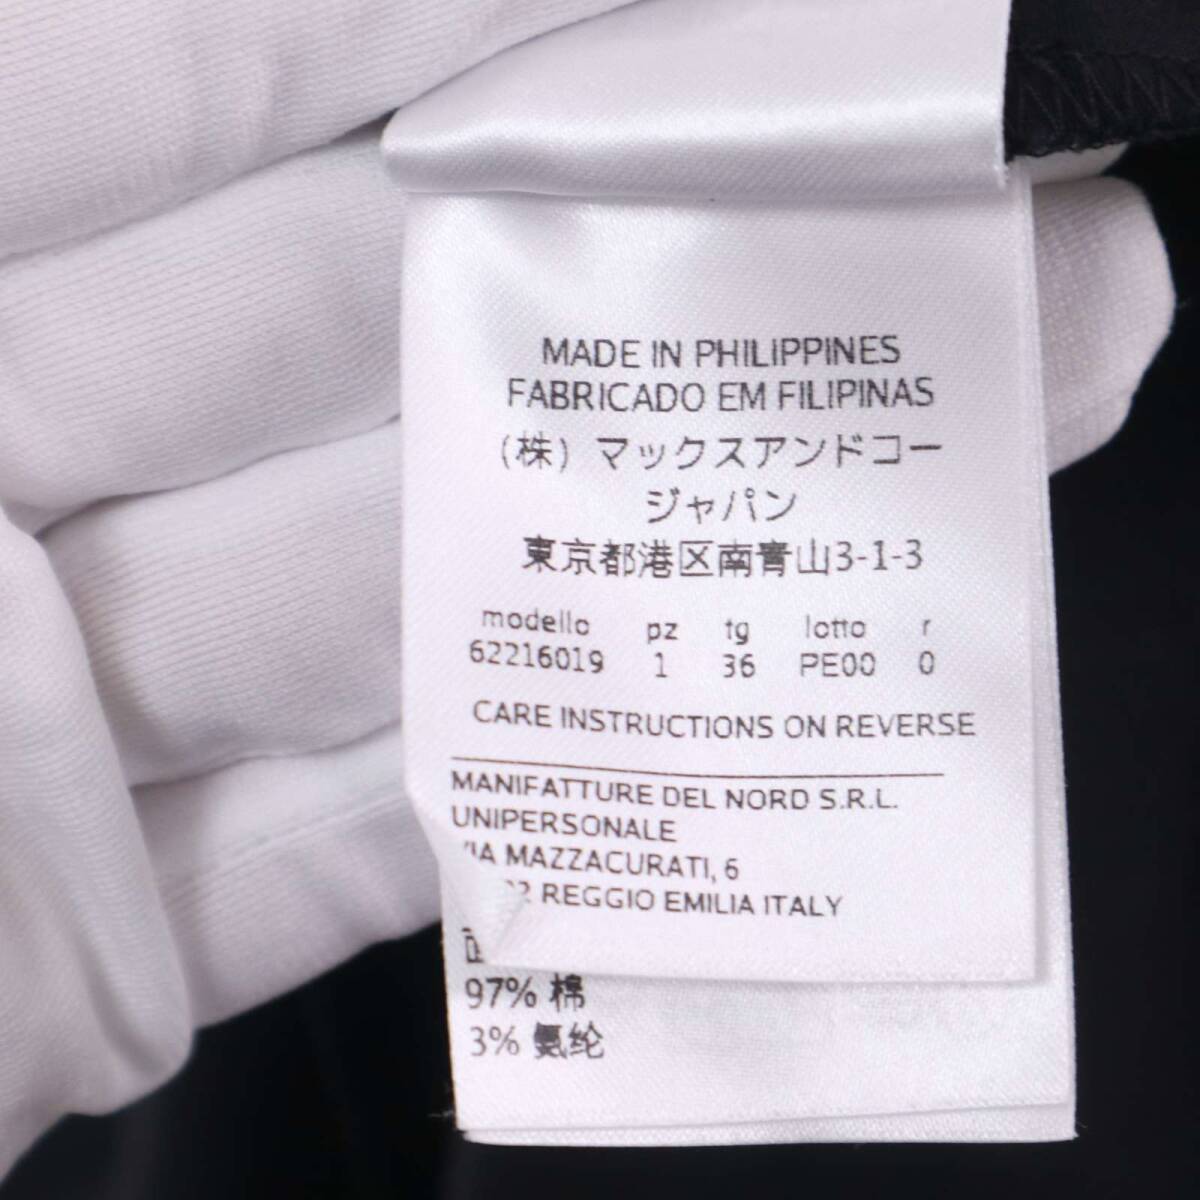 MADE IN PHILIPPINES
FABRICADO EM FILIPINAS
(株) マックスアンドコー
ジャパン
東京都港区南青山3-1-3
modello pz tg lotto r
62216019 1 36 PE00 0
CARE INSTRUCTIONS ON REVERSE
MANIFATTURE DEL NORD S.R.L.
UNIPERSONALE
VIA MAZZACURATI, 6
REGGIO EMILIA ITALY
97% 棉
3% 氨纶